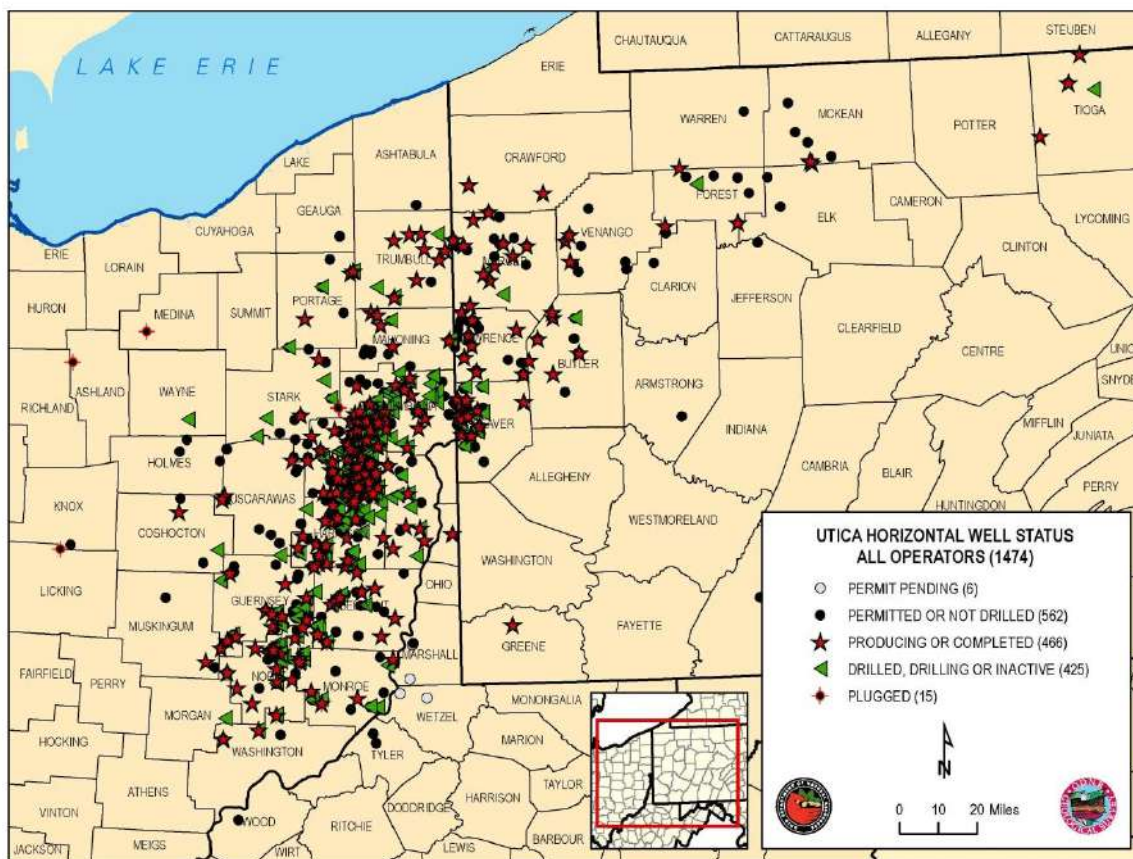 STEUBEN
CHAUTAUQUA
CATTARAUGUS
ALLEGANY
LAKE ERIE
ERIE
WARREN
MCKEAN
POTTER
TIOGA
ASHTABULA
LAKE
CRAWFORD
FOREST
ELK
CAMERON
LYCOMING
GEAUGA
CUYAHOGA
VENANGO
CLINTON
ERIE
LORAIN
TRUMBULL
CLARION
JEFFERSON
HURON
MEDINA
SUMMIT
PORTAGE
MAHONING
CLEARFIELD
CENTRE
UNIO
BUTLER
ARMSTRONG
SNYDE
ASHLAND
WAYNE
STARK
RICHLAND
INDIANA
MIFFLIN
JUNIATA
HOLMES
ALLEGHENY
CAMBRIA
BLAIR
PERRY
HUNTINGDON
KNOX
COSHOCTON
WESTMORELAND
WASHINGTON
LICKING
OHIO
MUSKINGUM
GUERNSEY
FAYETTE
GREENE
FAIRFIELD
PERRY
MARSHALL
MONROE
MORGAN
WETZEL
MONONGALIA
HOCKING
WASHINGTON
TYLER
MARION
ATHENS
TAYLOR
VINTON
WOOD
RITCHIE
DODDRIDGE
HARRISON
BARBOUR
JACKSON
MEIGS
WIRT
LEWIS
UTICA HORIZONTAL WELL STATUS
ALL OPERATORS (1474)
PERMIT PENDING (6)
PERMITTED OR NOT DRILLED (562)
PRODUCING OR COMPLETED (466)
DRILLED, DRILLING OR INACTIVE (425)
PLUGGED (15)
N
0 10 20 Miles